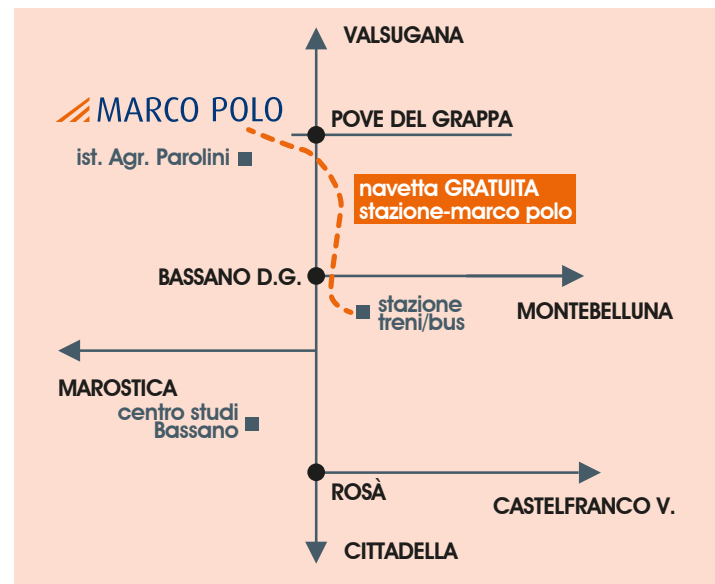 VALSUGANA
MARCO POLO
POVE DEL GRAPPA
ist. Agr. Parolini
navetta GRATUITA
stazione-marco polo
BASSANO D.G.
stazione
treni/bus
MONTEBELLUNA
MAROSTICA
centro studi
Bassano
ROSÀ
CASTELFRANCO V.
CITTADELLA